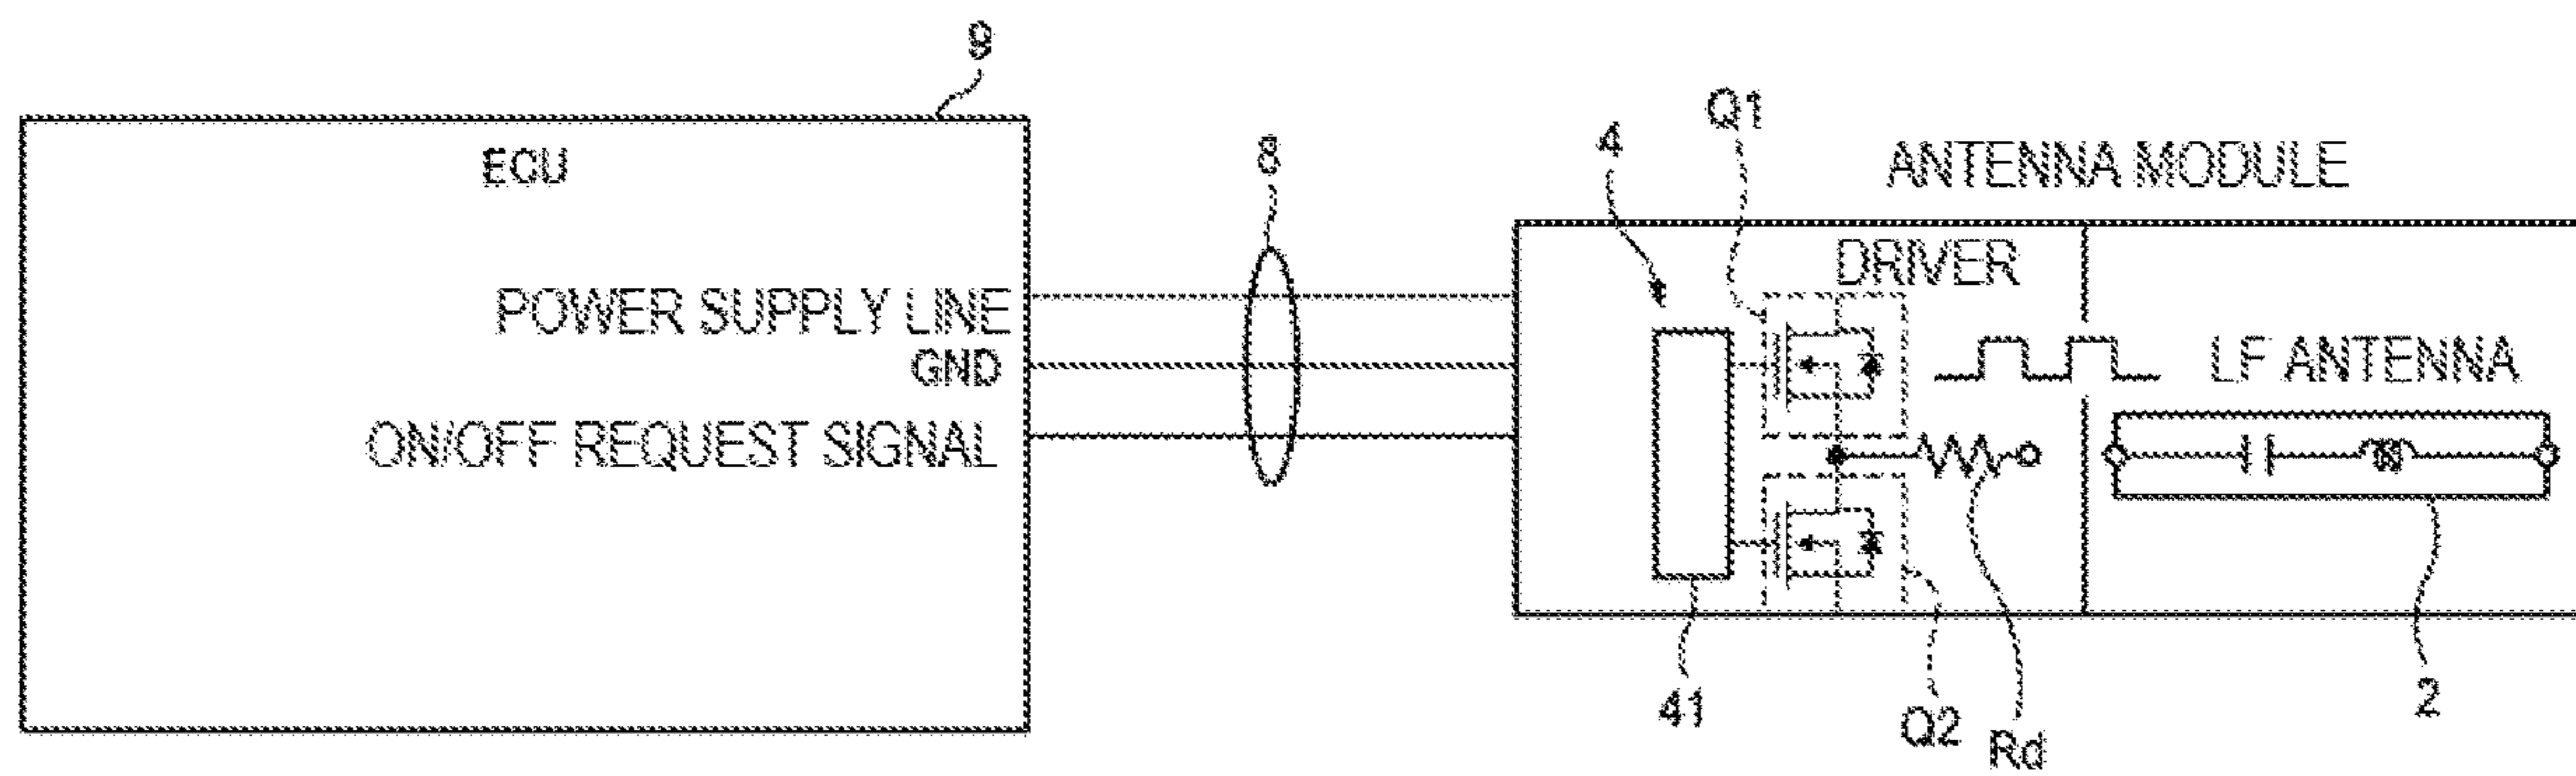 9
ECU
8
4
Q1
ANTENNA MODULE
DRIVER
POWER SUPPLY LINE
GND
ON/OFF REQUEST SIGNAL
LF ANTENNA
41
Q2
Rd
2